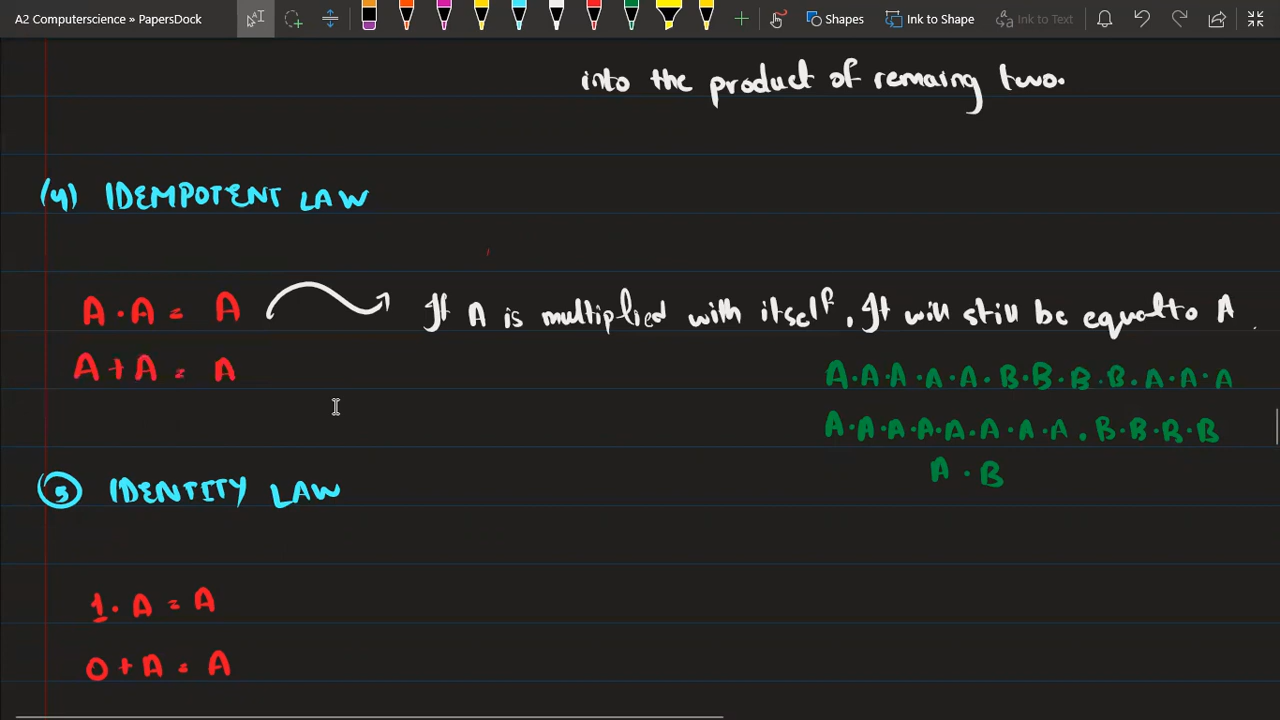 A2 Computerscience » PapersDock
Shapes
Ink to Shape
Ink to Text
into the product of remaing two.
(4) IDEMPOTENT LAW
A · A = A
If A is multiplied with itself. It will still be equal to A.
A + A = A
A·A·A·A·A·B·B·B·B·A·A·A
A·A·A·A·A·A·A·A·B·B·B·B
A·B
5 IDENTITY LAW
1 · A = A
0 + A = A